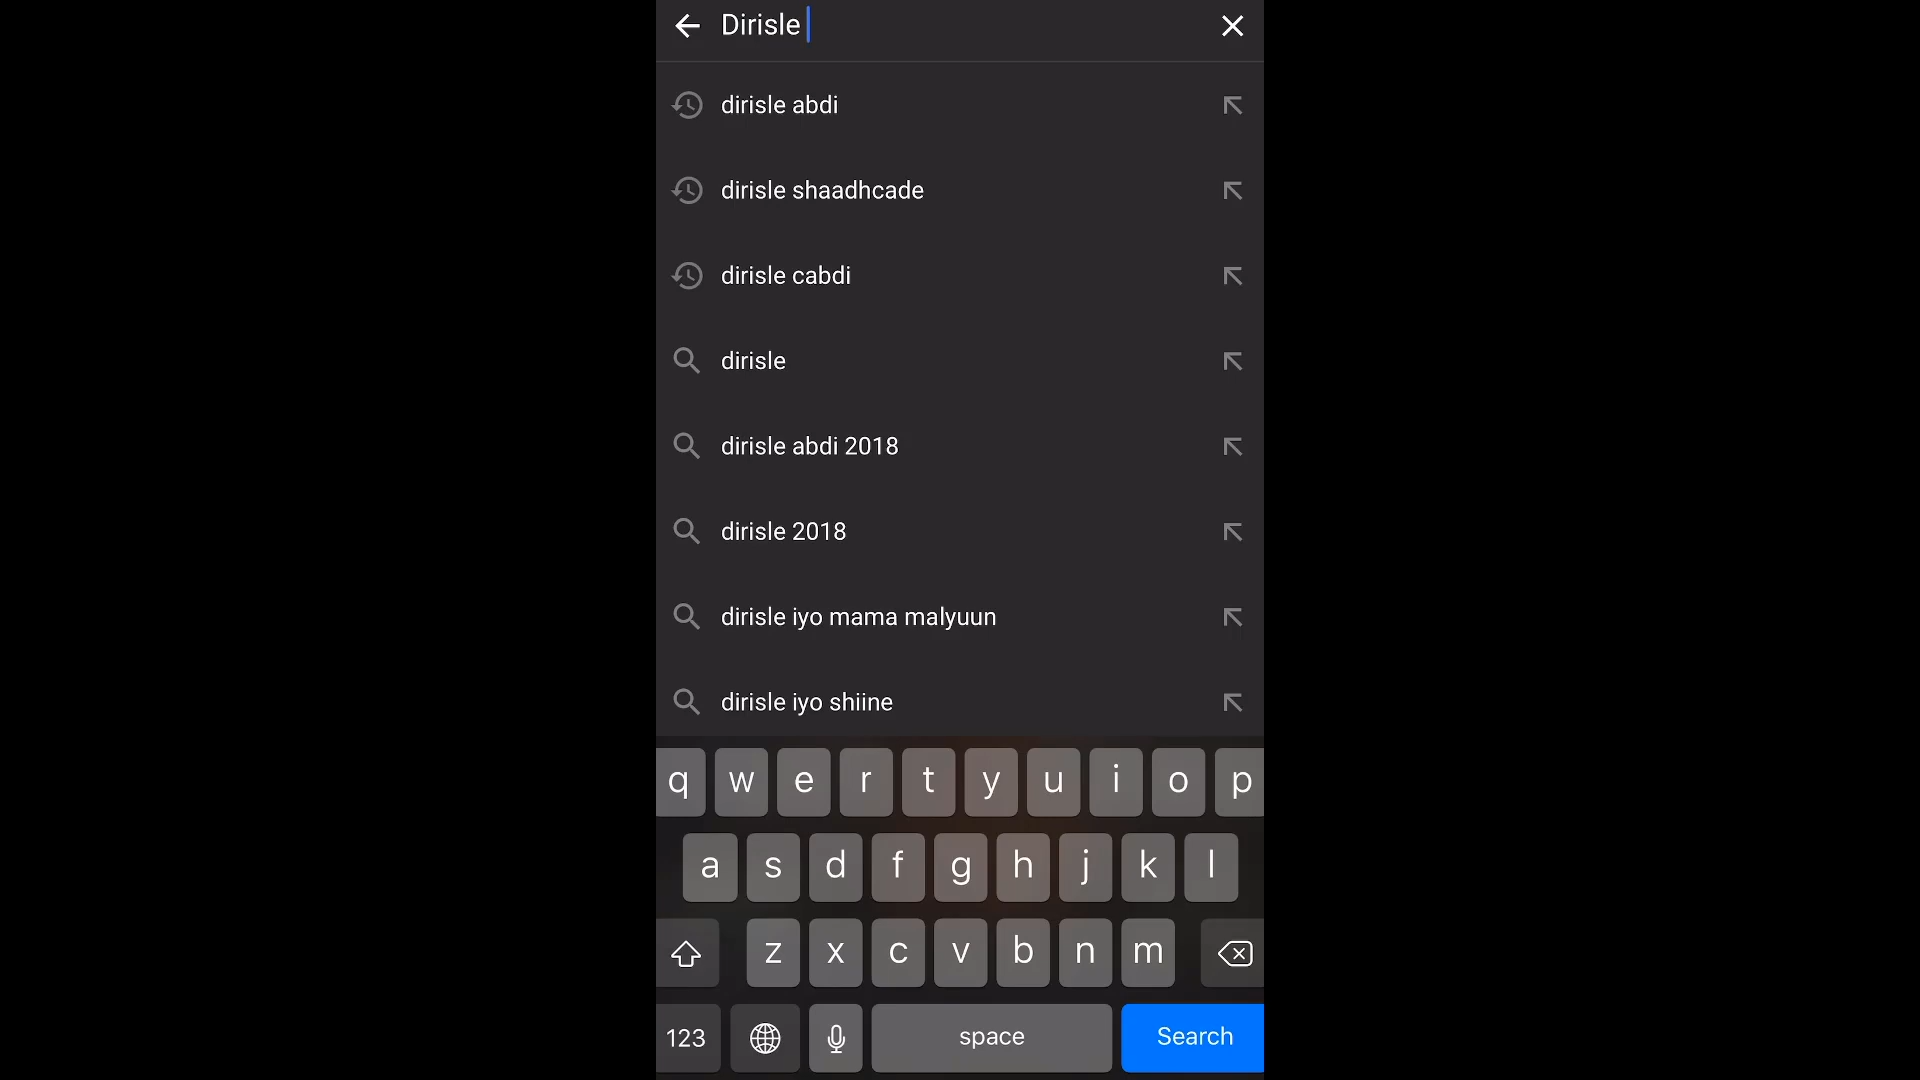 Dirisle
dirisle abdi
dirisle shaadhcade
dirisle cabdi
dirisle
dirisle abdi 2018
dirisle 2018
dirisle iyo mama malyuun
dirisle iyo shiine
q w e r t y u i o p
a s d f g h j k l
z x c v b n m
123 space Search